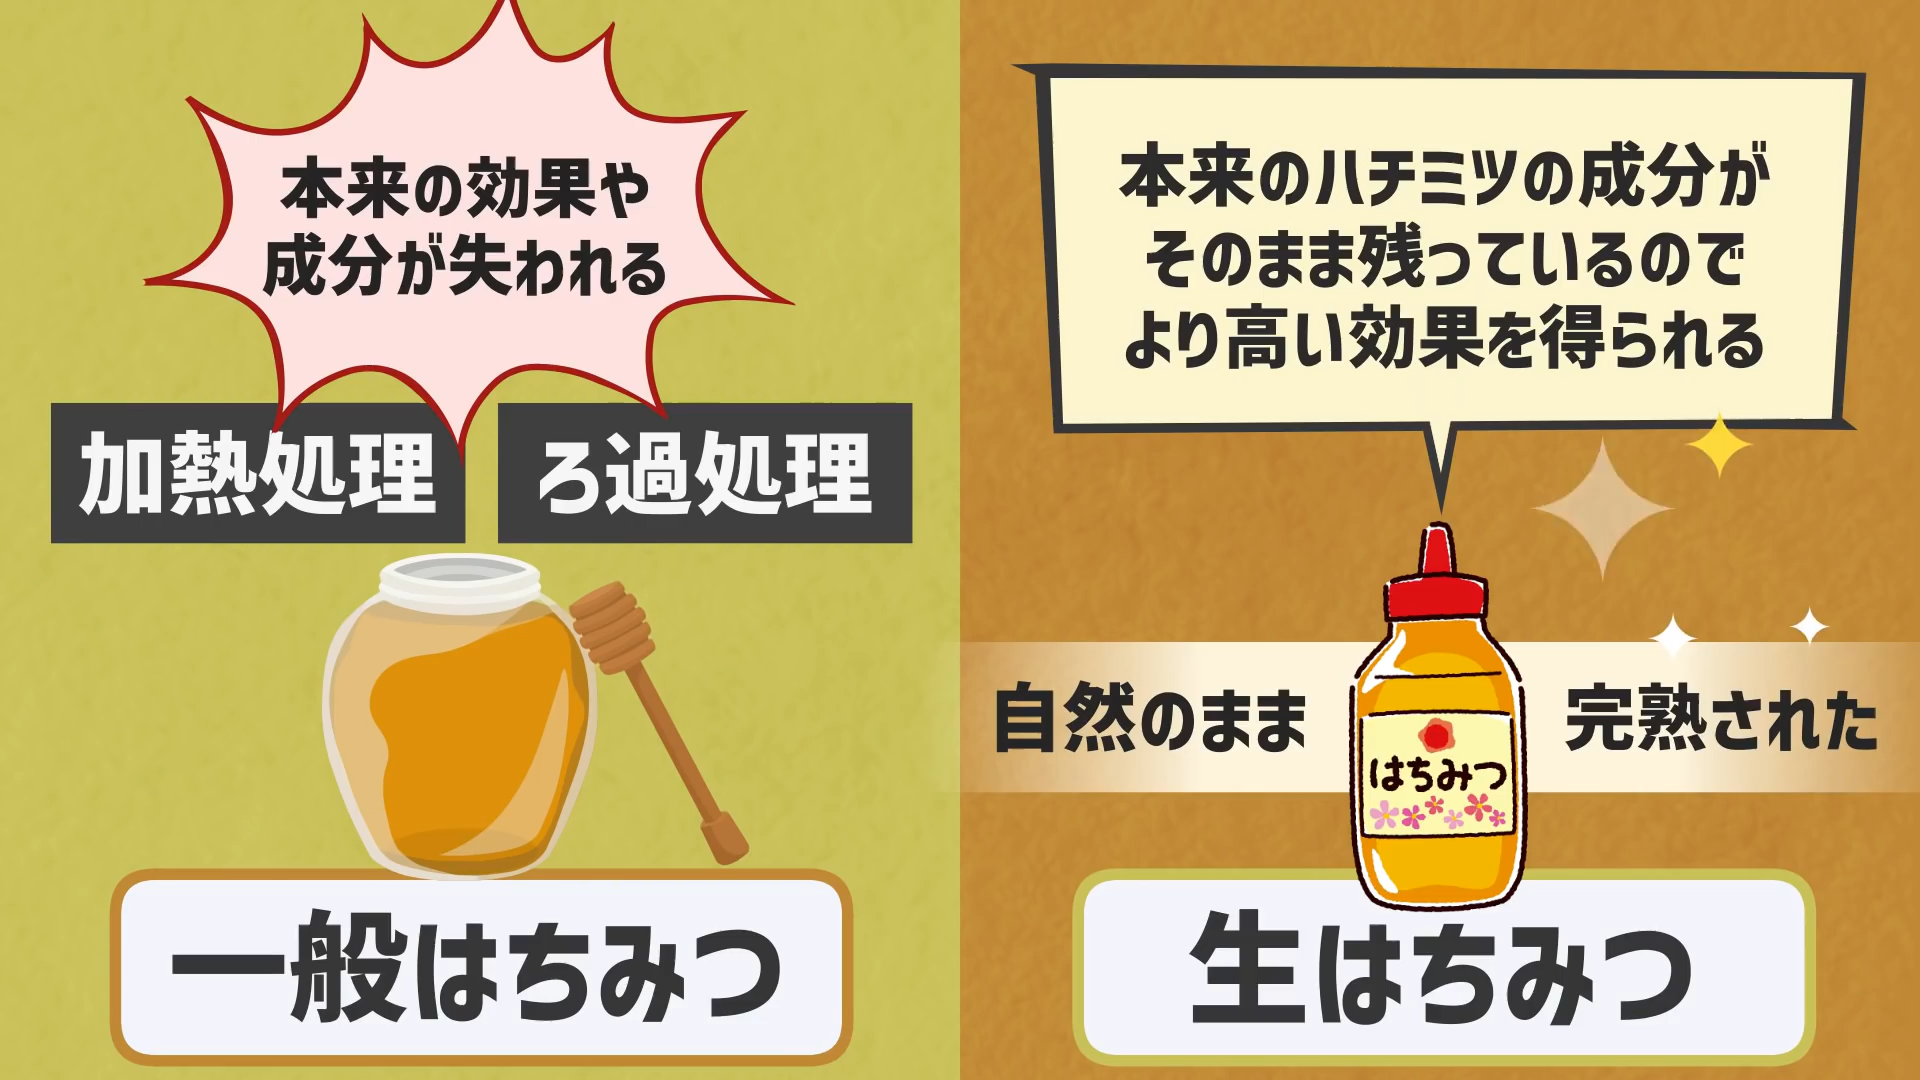 本来の効果や
成分が失われる
加熱処理
ろ過処理
一般はちみつ
本来のハチミツの成分が
そのまま残っているので
より高い効果を得られる
自然のまま
完熟された
はちみつ
生はちみつ